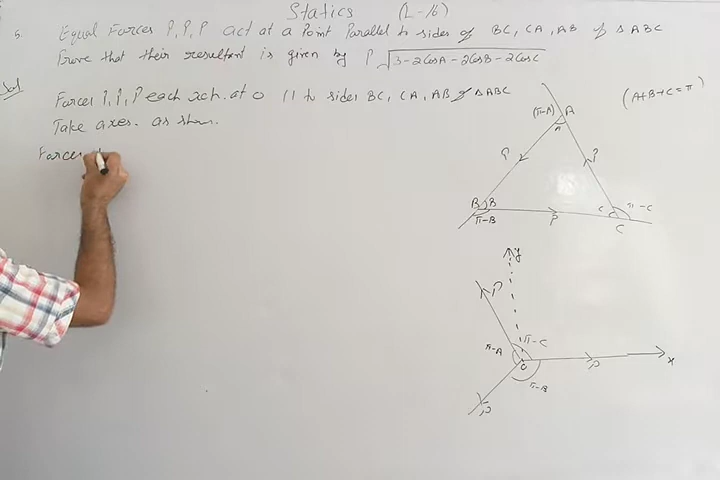 Statics (L-16)
5. Equal Forces P, P, P act at a Point Parallel to sides of BC, CA, AB of △ ABC
Prove that their resultant is given by P √3-2CosA-2CosB-2CosC
Sol Forces P, P, P each act at O || to sides BC, CA, AB of △ABC
Take axes as shown.
Forces
(A+B+C=π)
(π-A) A
A
P P
B B C π-C
π-B P C
y
P
π-C
π-A
O P x
π-B
P